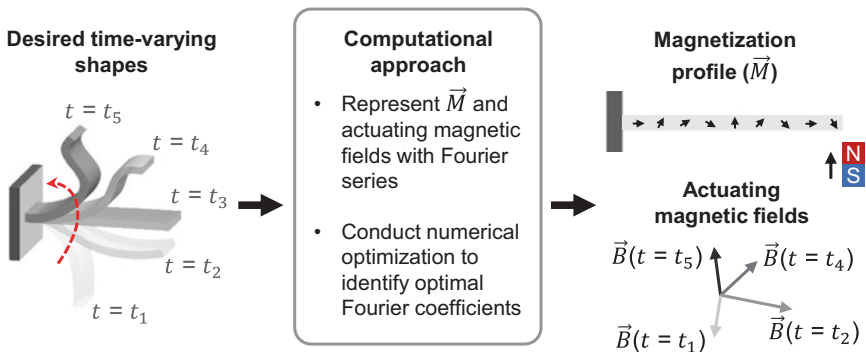 Desired time-varying
shapes
t = t₅
t = t₄
t = t₃
t = t₂
t = t₁
Computational
approach
• Represent M⃗ and
actuating magnetic
fields with Fourier
series
• Conduct numerical
optimization to
identify optimal
Fourier coefficients
Magnetization
profile (M⃗)
N
S
Actuating
magnetic fields
B⃗(t = t₅)
B⃗(t = t₄)
B⃗(t = t₁)
B⃗(t = t₂)